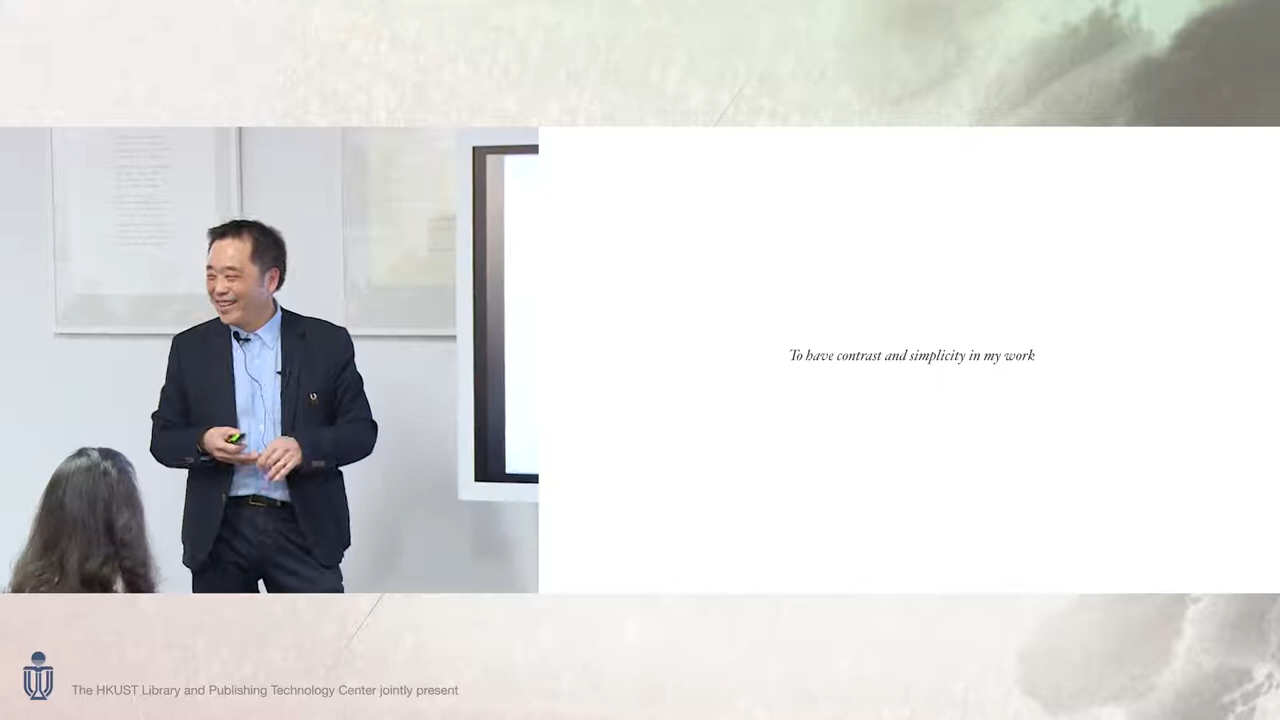 To have contrast and simplicity in my work
The HKUST Library and Publishing Technology Center jointly present